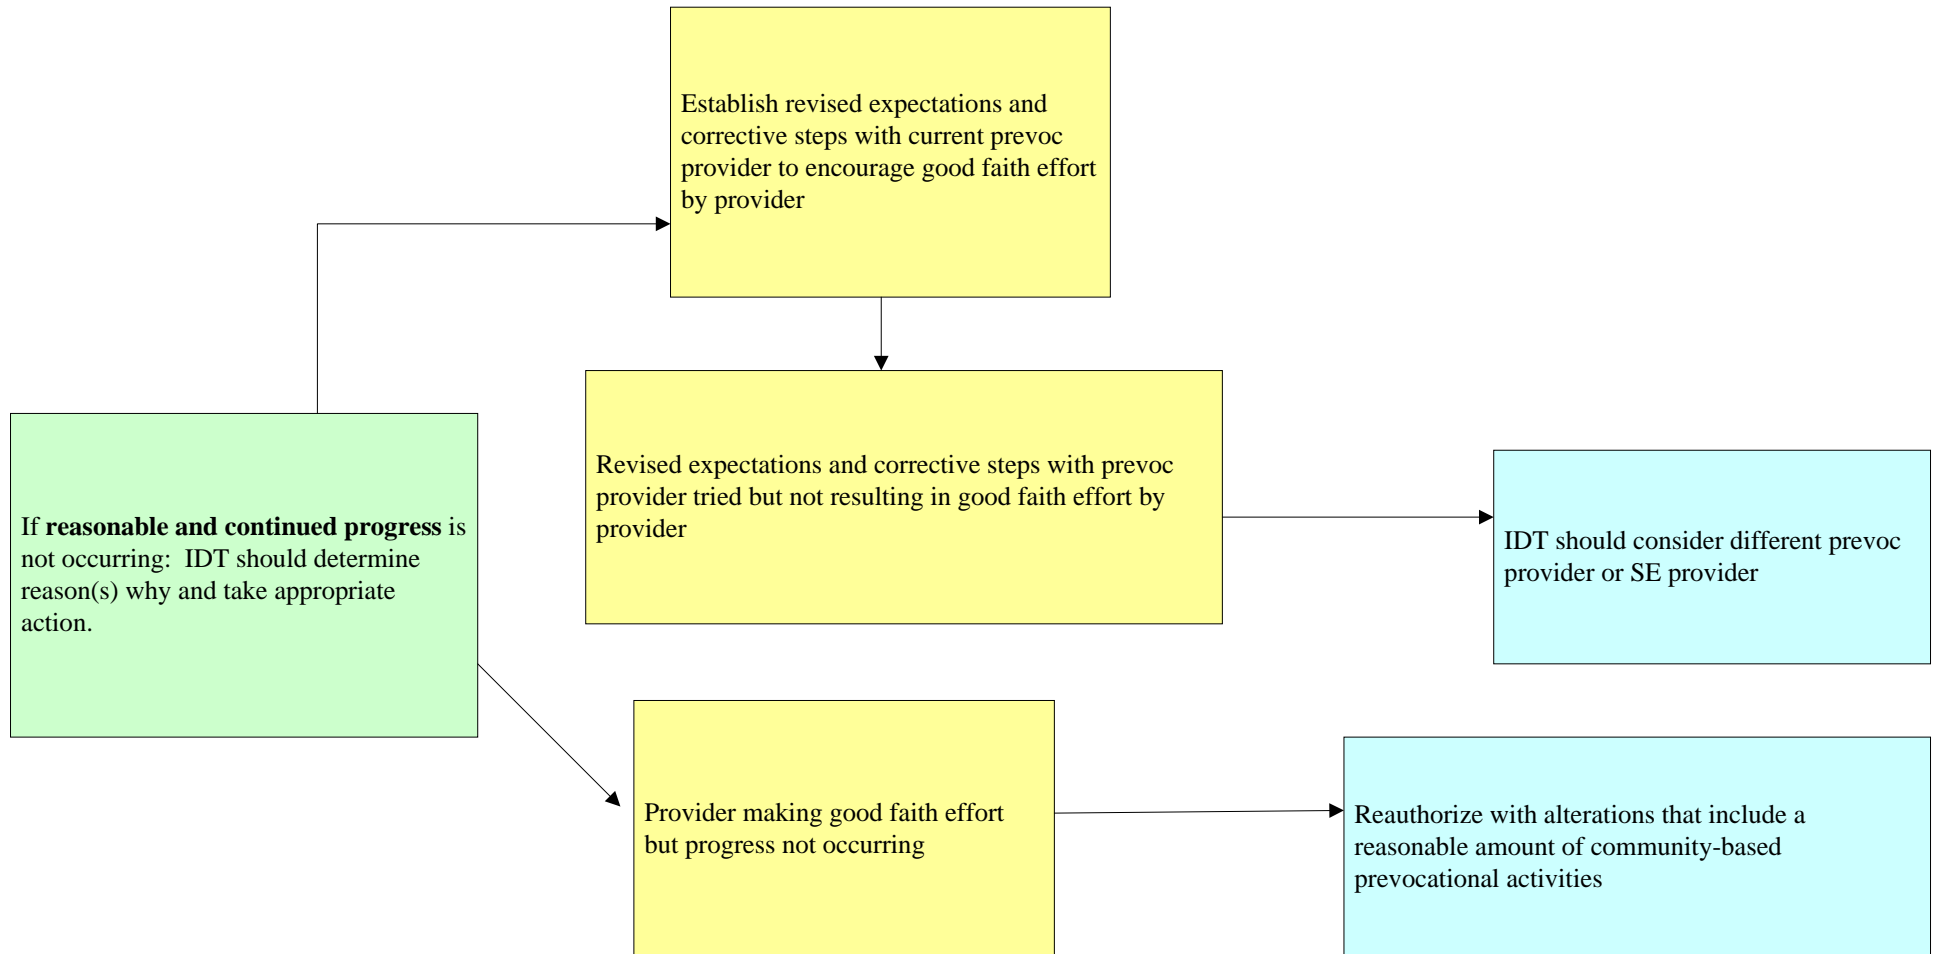 Establish revised expectations and
corrective steps with current prevoc
provider to encourage good faith effort
by provider
Revised expectations and corrective steps with prevoc
provider tried but not resulting in good faith effort by
provider
If reasonable and continued progress is
not occurring:  IDT should determine
reason(s) why and take appropriate
action.
IDT should consider different prevoc
provider or SE provider
Provider making good faith effort
but progress not occurring
Reauthorize with alterations that include a
reasonable amount of community-based
prevocational activities